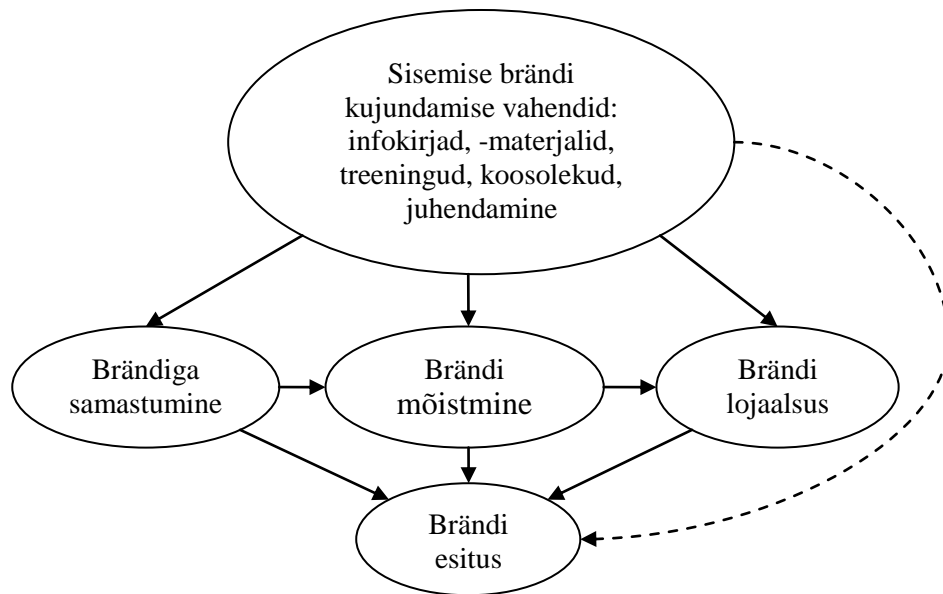 Sisemise brändi
kujundamise vahendid:
infokirjad, -materjalid,
treeningud, koosolekud,
juhendamine
Brändiga
samastumine
Brändi
mõistmine
Brändi
lojaalsus
Brändi
esitus